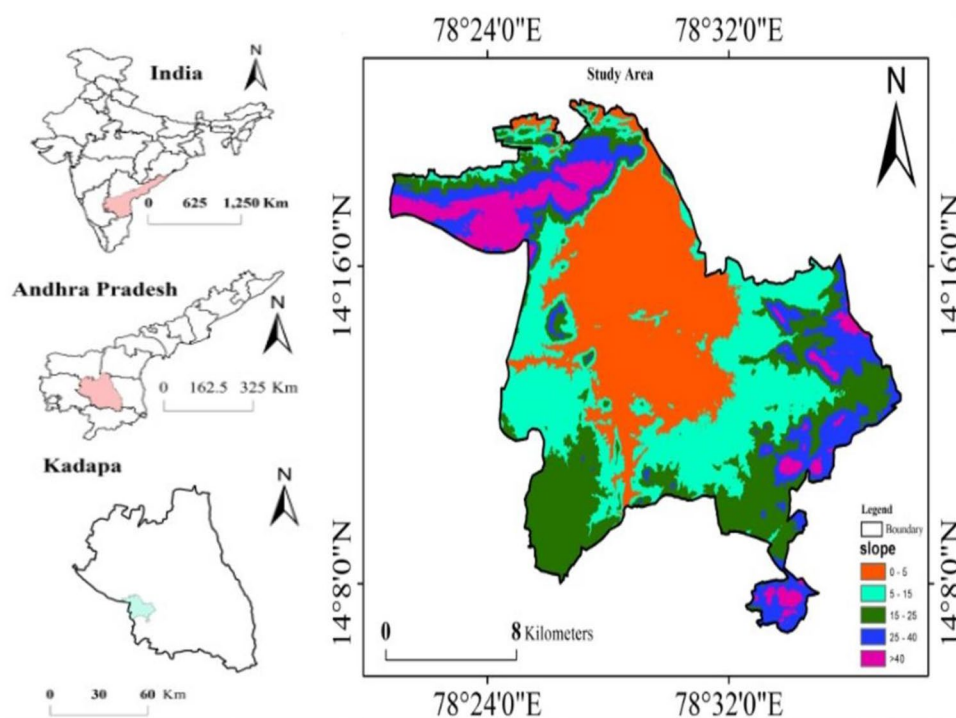 N
India
0 625 1,250 Km
Andhra Pradesh
N
0 162.5 325 Km
Kadapa
N
0 30 60 Km
78°24'0"E 78°32'0"E
Study Area
N
14°16'0"N 14°16'0"N
14°8'0"N 14°8'0"N
Legend
Boundary
slope
0 - 5
5 - 15
15 - 25
25 - 40
>40
0 8 Kilometers
78°24'0"E 78°32'0"E